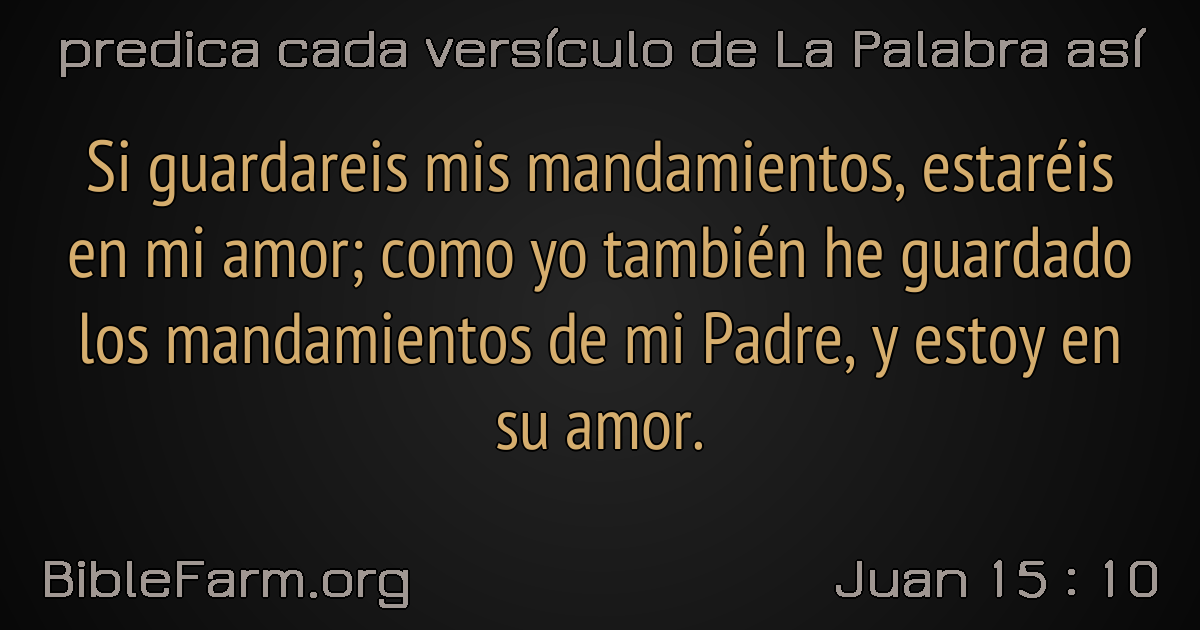 predica cada versículo de La Palabra así
Si guardareis mis mandamientos, estaréis
en mi amor; como yo también he guardado
los mandamientos de mi Padre, y estoy en
su amor.
BibleFarm.org
Juan 15 : 10